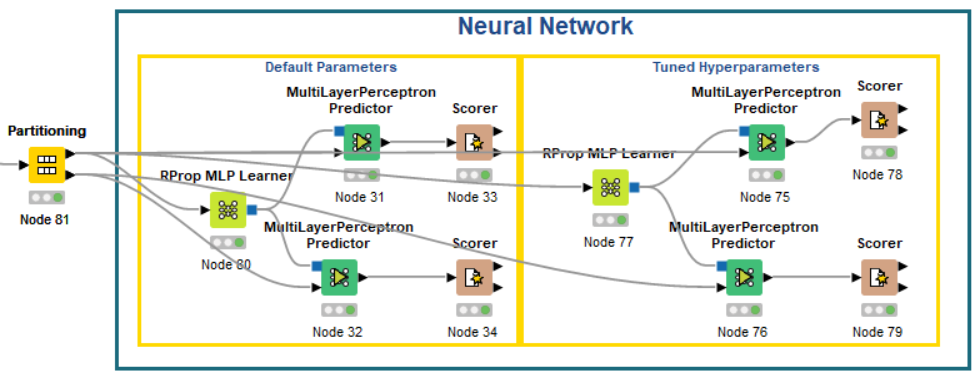 Neural Network
Default Parameters
Tuned Hyperparameters
Partitioning
Node 81
RProp MLP Learner
Node 80
MultiLayerPerceptron
Predictor
Node 31
Scorer
Node 33
MultiLayerPerceptron
Predictor
Node 32
Scorer
Node 34
RProp MLP Learner
Node 77
MultiLayerPerceptron
Predictor
Node 75
Scorer
Node 78
MultiLayerPerceptron
Predictor
Node 76
Scorer
Node 79